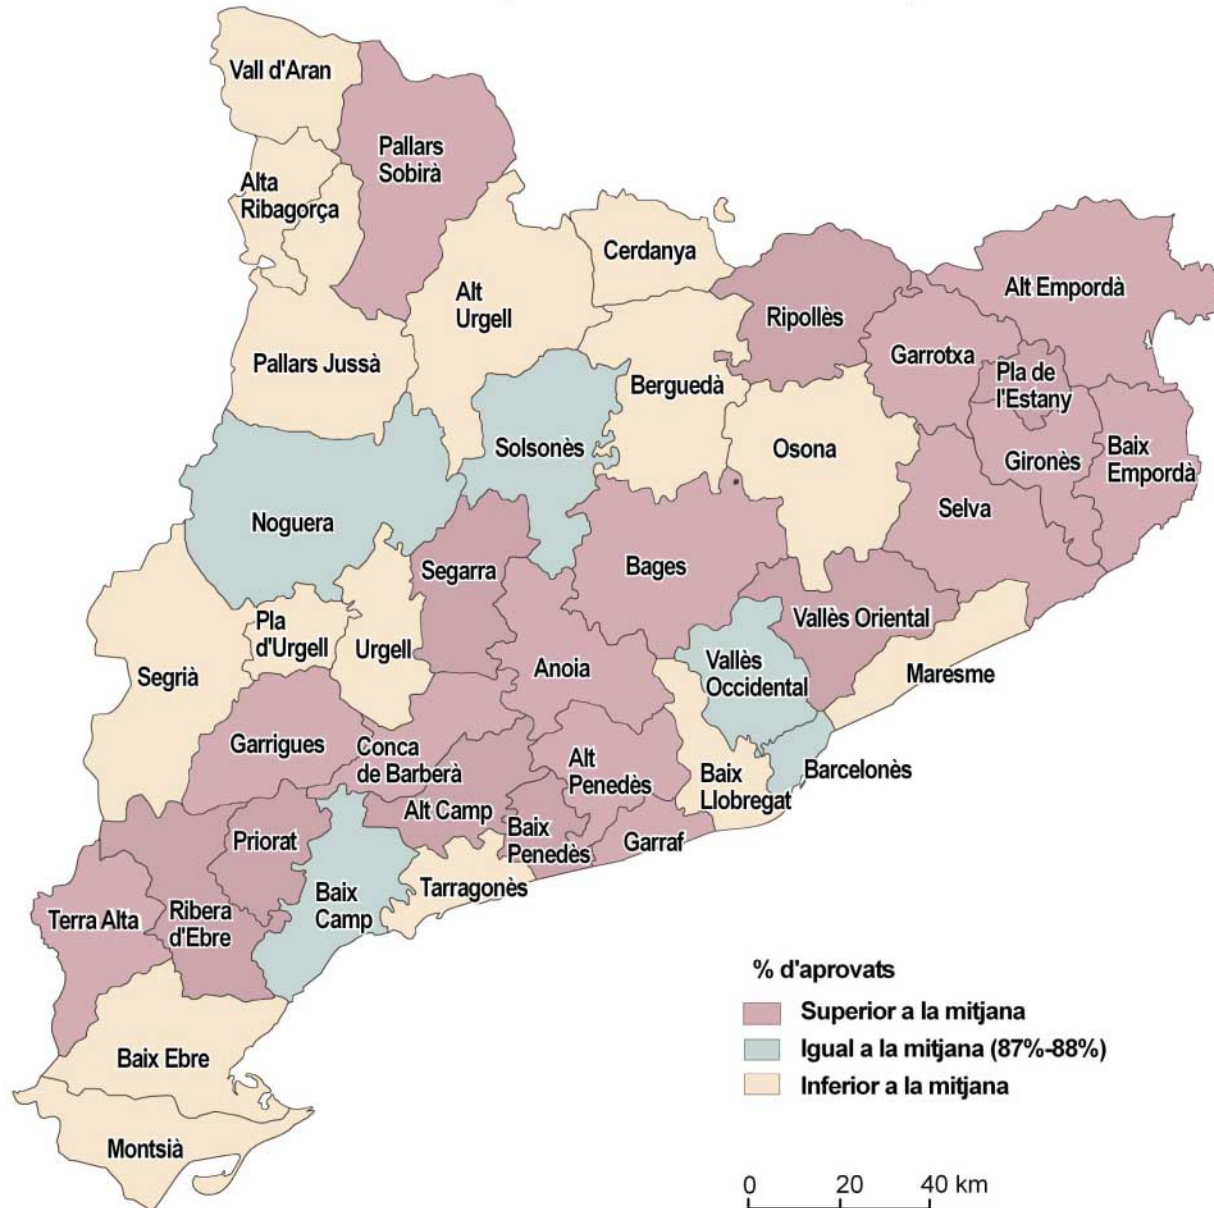 Vall d'Aran
Pallars
Sobirà
Alta
Ribagorça
Cerdanya
Alt
Urgell
Alt Empordà
Ripollès
Garrotxa
Pallars Jussà
Pla de
l'Estany
Berguedà
Solsonès
Osona
Gironès
Baix
Empordà
Selva
Noguera
Bages
Segarra
Pla
d'Urgell
Urgell
Vallès Oriental
Segrià
Anoia
Vallès
Occidental
Maresme
Garrigues
Conca
de Barberà
Alt
Penedès
Baix
Llobregat
Barcelonès
Alt Camp
Priorat
Baix
Penedès
Garraf
Tarragonès
Baix
Camp
Terra Alta
Ribera
d'Ebre
Baix Ebre
Montsià
% d'aprovats
Superior a la mitjana
Igual a la mitjana (87%-88%)
Inferior a la mitjana
0 20 40 km